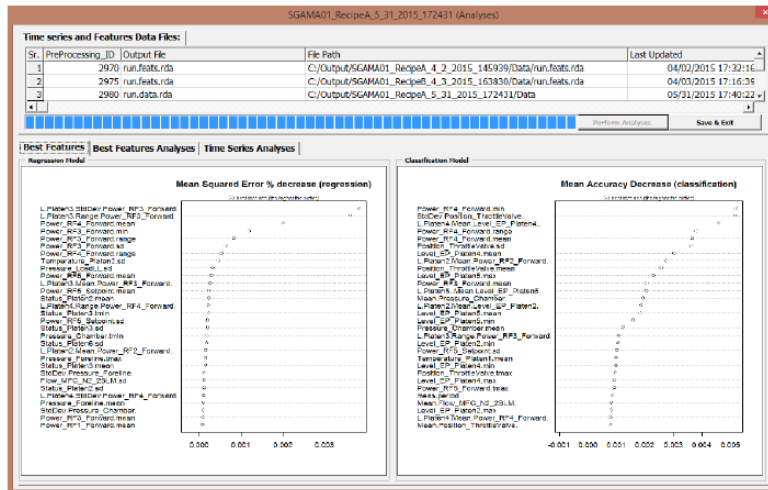 SGAMA01_RecipeA_5_31_2015_172431 (Analyses)
Time series and Features Data Files:
Sr. PreProcessing_ID Output File File Path Last Updated
1 2970 run.feats.rda C:/Output/SGAMA01_RecipeA_4_2_2015_145939/Data/run.feats.rda 04/02/2015 17:32:16
2 2975 run.feats.rda C:/Output/SGAMA01_RecipeB_4_3_2015_163830/Data/run.feats.rda 04/03/2015 17:16:39
3 2980 run.data.rda C:/Output/SGAMA01_RecipeA_5_31_2015_172431/Data 05/31/2015 17:40:22
Perform Analyses Save & Exit
Best Features Best Features Analyses Time Series Analyses
Regression Model
Mean Squared Error % decrease (regression)
L.Platen3.StdDev.Power_RF3_Forward
L.Platen3.Range.Power_RF3_Forward.
Power_RF4_Forward.mean
Power_RF3_Forward.min
Power_RF3_Forward.range
Power_RF3_Forward.sd
Power_RF4_Forward.range
Temperature_Platen2.sd
Pressure_LoadLL.sd
Power_RF5_Forward.mean
L.Platen3.Mean.Power_RF3_Forward.
Power_RF5_Setpoint.mean
Status_Platen2.mean
L.Platen4.Range.Power_RF4_Forward.
Status_Platen3.tmin
Power_RF5_Setpoint.sd
Status_Platen3.sd
Pressure_Chamber.tmin
Status_Platen6.sd
L.Platen2.Mean.Power_RF2_Forward.
Pressure_Foreline.tmax
Status_Platen5.mean
StdDev.Pressure_Foreline
Flow_MFC_N2_2SLM.sd
Status_Platen2.sd
L.Platen4.StdDev.Power_RF4_Forward.
Pressure_Foreline.mean
StdDev.Pressure_Chamber.
Power_RF3_Forward.mean
Power_RF1_Forward.mean
0.000 0.001 0.002 0.003
Classification Model
Mean Accuracy Decrease (classification)
Power_RF4_Forward.min
StdDev.Position_ThrottleValve.
L.Platen4.Mean.Level_EP_Platen4.
Power_RF4_Forward.range
Power_RF4_Forward.mean
Position_ThrottleValve.sd
Level_EP_Platen4.mean
L.Platen2.Mean.Power_RF2_Forward.
Position_ThrottleValve.mean
Level_EP_Platen5.max
Power_RF3_Forward.mean
L.Platen5.Mean.Level_EP_Platen5.
Mean.Pressure_Chamber
L.Platen2.Mean.Level_EP_Platen2.
Level_EP_Platen5.mean
Level_EP_Platen5.min
Pressure_Chamber.mean
L.Platen3.Range.Power_RF3_Forward.
Level_EP_Platen2.min
Power_RF5_Setpoint.sd
Temperature_Platen1.mean
Level_EP_Platen4.min
Position_ThrottleValve.tmax
Level_EP_Platen4.max
Power_RF5_Forward.tmax
meas.period
Mean.Flow_MFC_N2_2SLM.
Level_EP_Platen2.max
L.Platen4.Mean.Power_RF4_Forward.
Mean.Position_ThrottleValve.
-0.001 0.000 0.001 0.002 0.003 0.004 0.005